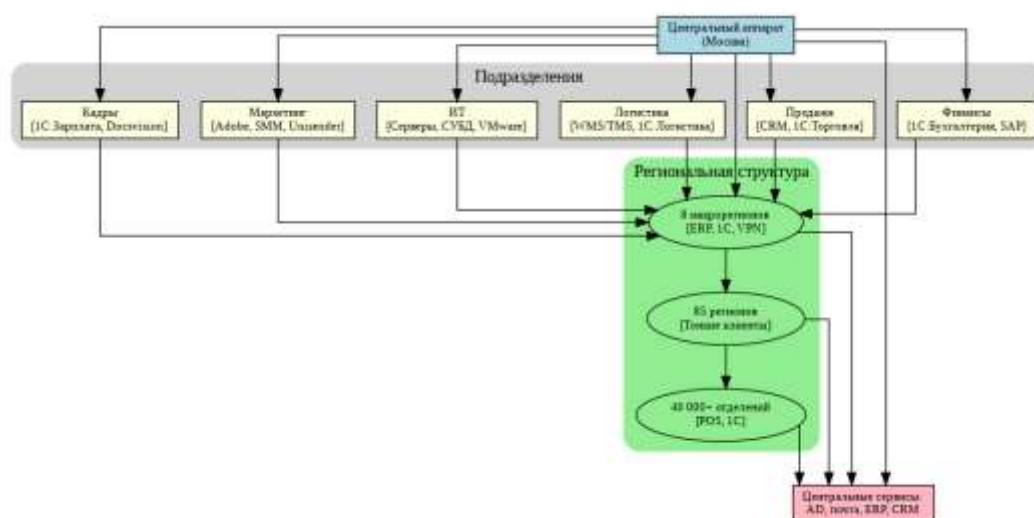 Центральный аппарат
(Москва)
Подразделения
Кадры
[1С Зарплата, Docsvision]
Маркетинг
[Adobe, SMM, Unisender]
ИТ
[Серверы, СУБД, VMware]
Логистика
[WMS/TMS, 1С Логистика]
Продажи
[CRM, 1С Торговля]
Финансы
[1С Бухгалтерия, SAP]
Региональная структура
8 макрорегионов
[ERP, 1С, VPN]
85 регионов
[Тонкие клиенты]
40 000+ отделений
[POS, 1С]
Центральные сервисы
AD, почта, ERP, CRM